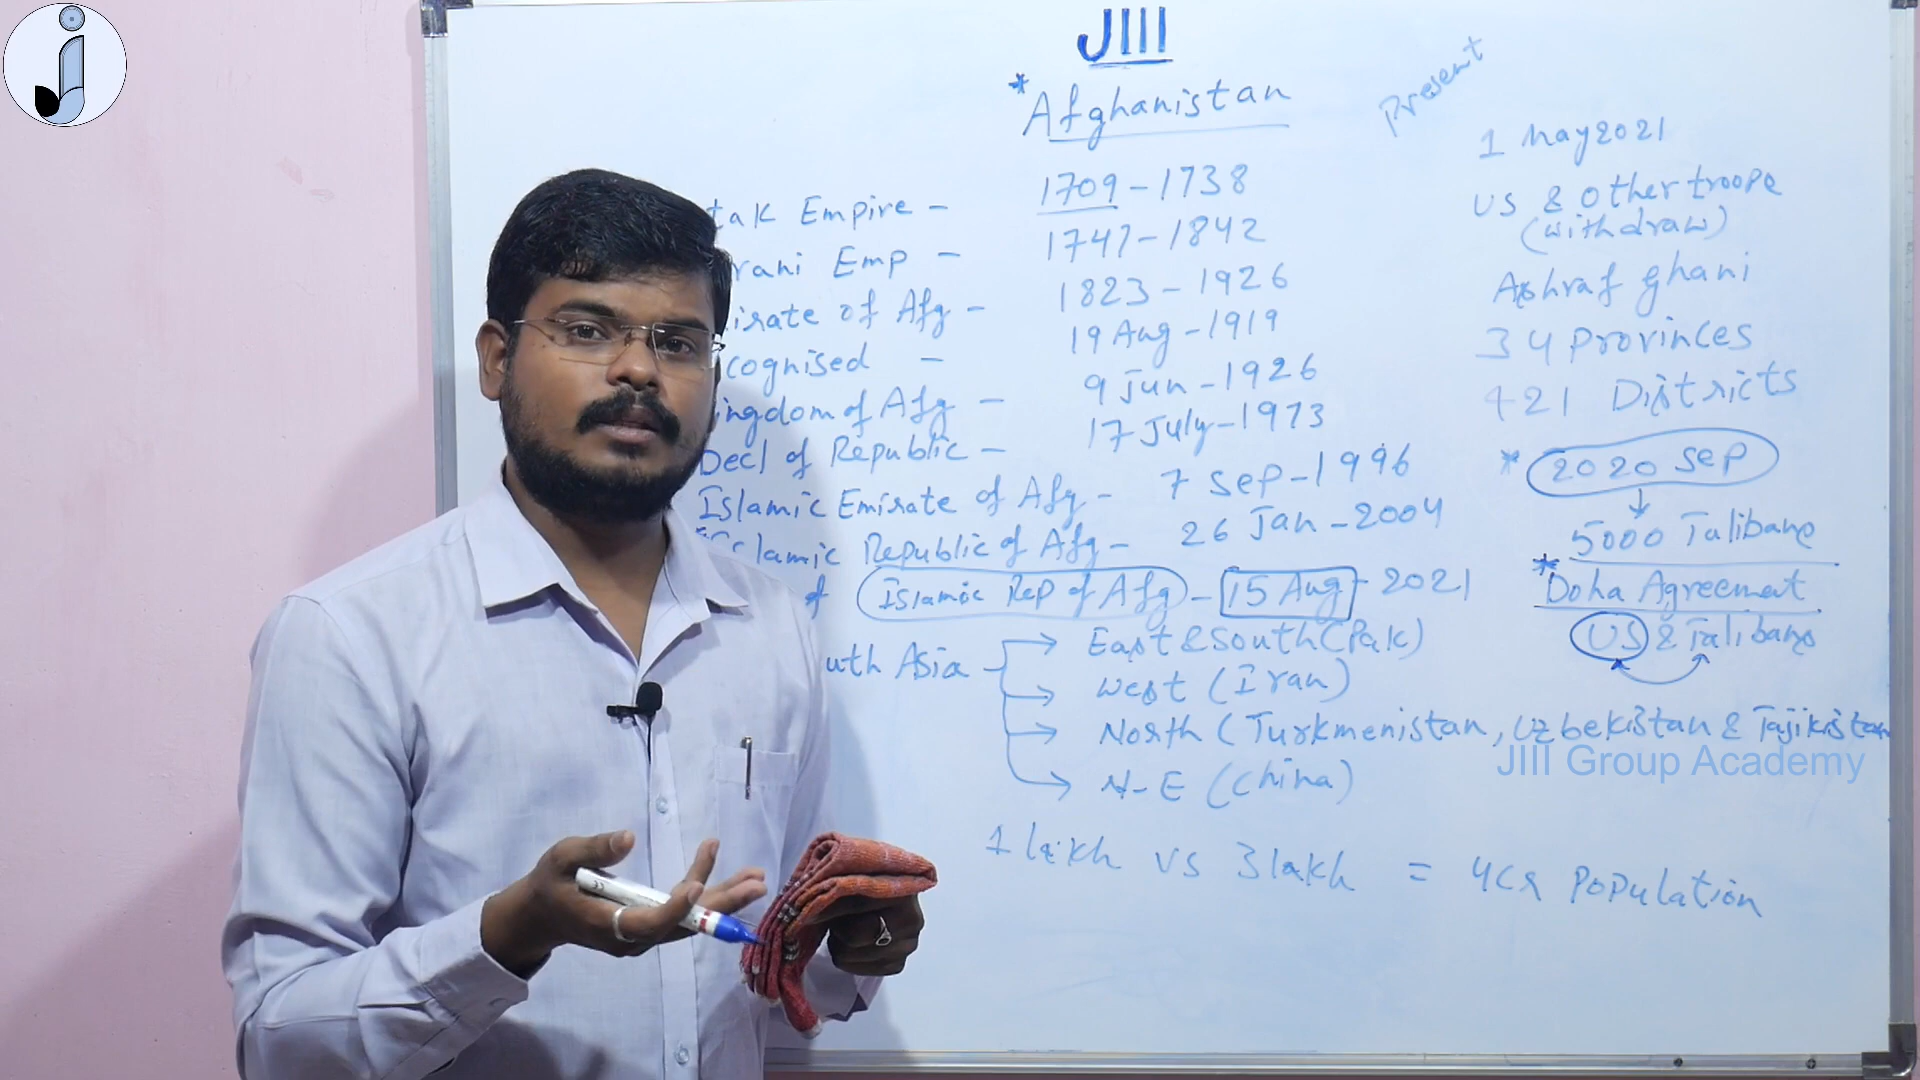 JIII
* Afghanistan
tak Empire - 1709 - 1738
rani Emp - 1747 - 1842
irate of Afg - 1823 - 1926
cognised - 19 Aug - 1919
ingdom of Afg - 9 Jun - 1926
Decl of Republic - 17 July - 1973
Islamic Emirate of Afg - 7 Sep - 1996
Islamic Republic of Afg - 26 Jan - 2004
of Islamic Rep of Afg - 15 Aug - 2021
uth Asia
East & South (Pak)
West (Iran)
North (Turkmenistan, Uzbekistan & Tajikistan
N-E (China)
1 lakh vs 3 lakh = 4 Cr Population
Present
1 May 2021
US & Other troops
(withdraw)
Ashraf Ghani
34 Provinces
421 Districts
* 2020 Sep
5000 Talibans
* Doha Agreement
US & Talibans
JIII Group Academy